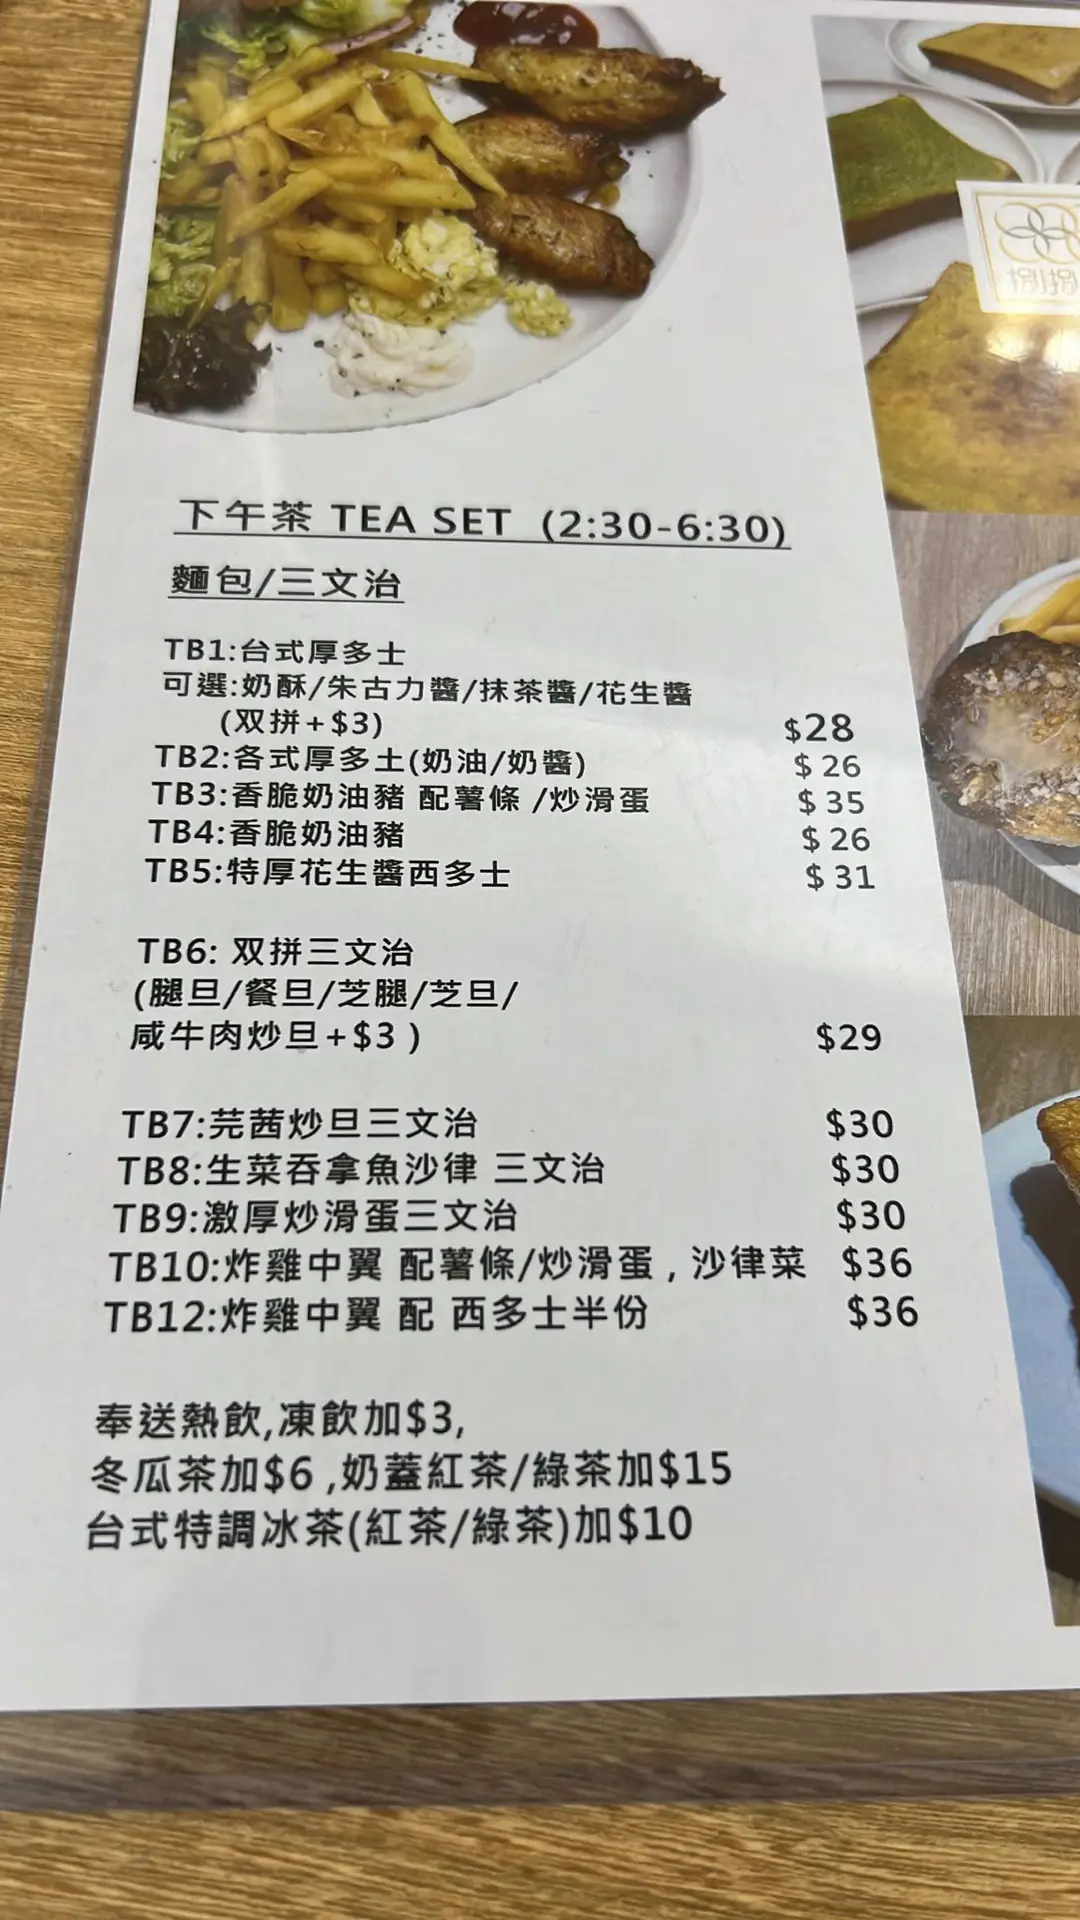 捌捌
下午茶 TEA SET (2:30-6:30)
麵包/三文治
TB1:台式厚多士
可選:奶酥/朱古力醬/抹茶醬/花生醬
(双拼+$3) $28
TB2:各式厚多士(奶油/奶醬) $ 26
TB3:香脆奶油豬 配薯條 /炒滑蛋 $ 35
TB4:香脆奶油豬 $ 26
TB5:特厚花生醬西多士 $ 31
TB6: 双拼三文治
(腿旦/餐旦/芝腿/芝旦/
咸牛肉炒旦+$3 ) $29
TB7:芫茜炒旦三文治 $30
TB8:生菜吞拿魚沙律 三文治 $30
TB9:激厚炒滑蛋三文治 $30
TB10:炸雞中翼 配薯條/炒滑蛋 , 沙律菜 $36
TB12:炸雞中翼 配 西多士半份 $36
奉送熱飲,凍飲加$3,
冬瓜茶加$6 ,奶蓋紅茶/綠茶加$15
台式特調冰茶(紅茶/綠茶)加$10